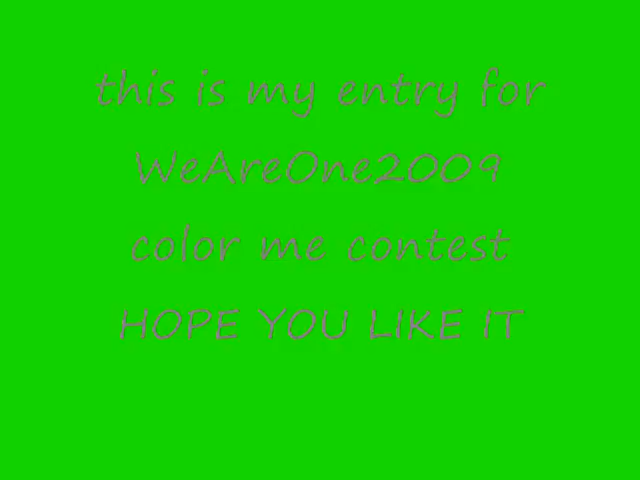 this is my entry for
WeAreOne2009
color me contest
HOPE YOU LIKE IT